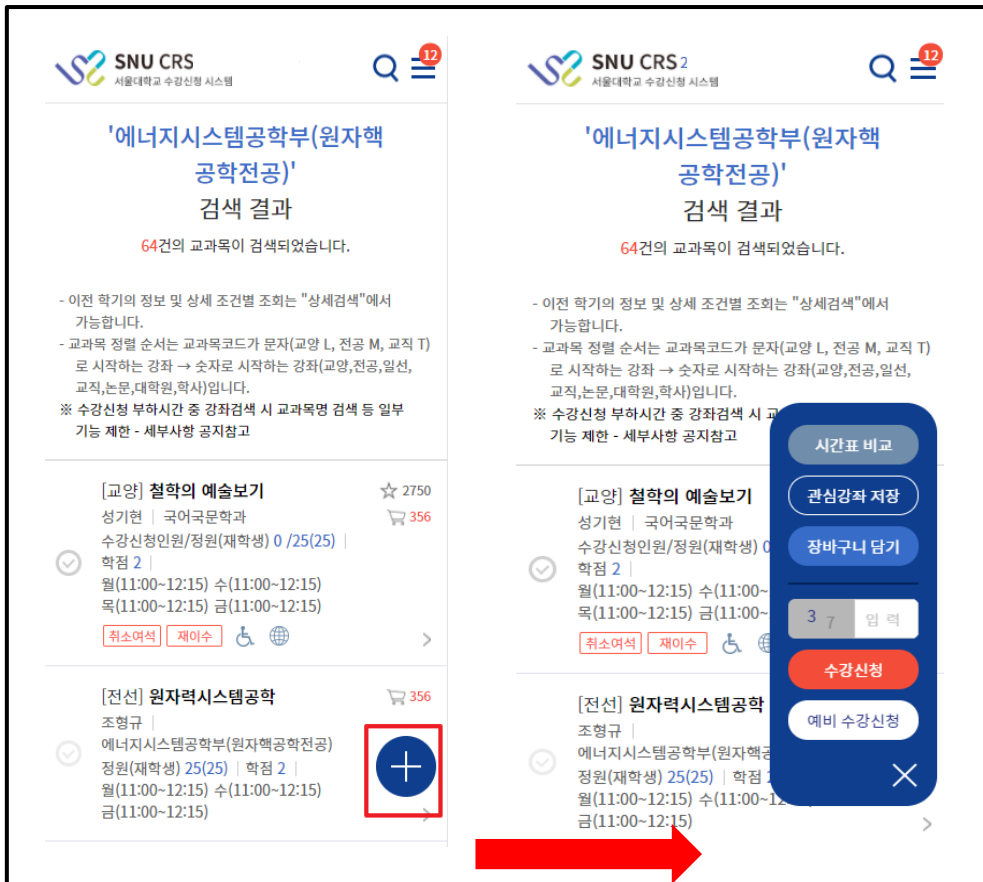 SNU CRS
서울대학교 수강신청 시스템
12
'에너지시스템공학부(원자핵
공학전공)'
검색 결과
64건의 교과목이 검색되었습니다.
- 이전 학기의 정보 및 상세 조건별 조회는 "상세검색"에서
가능합니다.
- 교과목 정렬 순서는 교과목코드가 문자(교양 L, 전공 M, 교직 T)
로 시작하는 강좌 → 숫자로 시작하는 강좌(교양,전공,일선,
교직,논문,대학원,학사)입니다.
※ 수강신청 부하시간 중 강좌검색 시 교과목명 검색 등 일부
기능 제한 - 세부사항 공지참고
[교양] 철학의 예술보기 2750
성기현 | 국어국문학과 356
수강신청인원/정원(재학생) 0 /25(25) |
학점 2 |
월(11:00~12:15) 수(11:00~12:15)
목(11:00~12:15) 금(11:00~12:15)
취소여석 재이수
[전선] 원자력시스템공학 356
조형규 |
에너지시스템공학부(원자핵공학전공)
정원(재학생) 25(25) | 학점 2 |
월(11:00~12:15) 수(11:00~12:15)
금(11:00~12:15)
SNU CRS 2
서울대학교 수강신청 시스템
12
'에너지시스템공학부(원자핵
공학전공)'
검색 결과
64건의 교과목이 검색되었습니다.
- 이전 학기의 정보 및 상세 조건별 조회는 "상세검색"에서
가능합니다.
- 교과목 정렬 순서는 교과목코드가 문자(교양 L, 전공 M, 교직 T)
로 시작하는 강좌 → 숫자로 시작하는 강좌(교양,전공,일선,
교직,논문,대학원,학사)입니다.
※ 수강신청 부하시간 중 강좌검색 시 교
기능 제한 - 세부사항 공지참고
[교양] 철학의 예술보기
성기현 | 국어국문학과
수강신청인원/정원(재학생) 0
학점 2 |
월(11:00~12:15) 수(11:00~
목(11:00~12:15) 금(11:00~
취소여석 재이수
[전선] 원자력시스템공학
조형규 |
에너지시스템공학부(원자핵공
정원(재학생) 25(25) | 학점
월(11:00~12:15) 수(11:00~12
금(11:00~12:15)
시간표 비교
관심강좌 저장
장바구니 담기
3 7 입력
수강신청
예비 수강신청